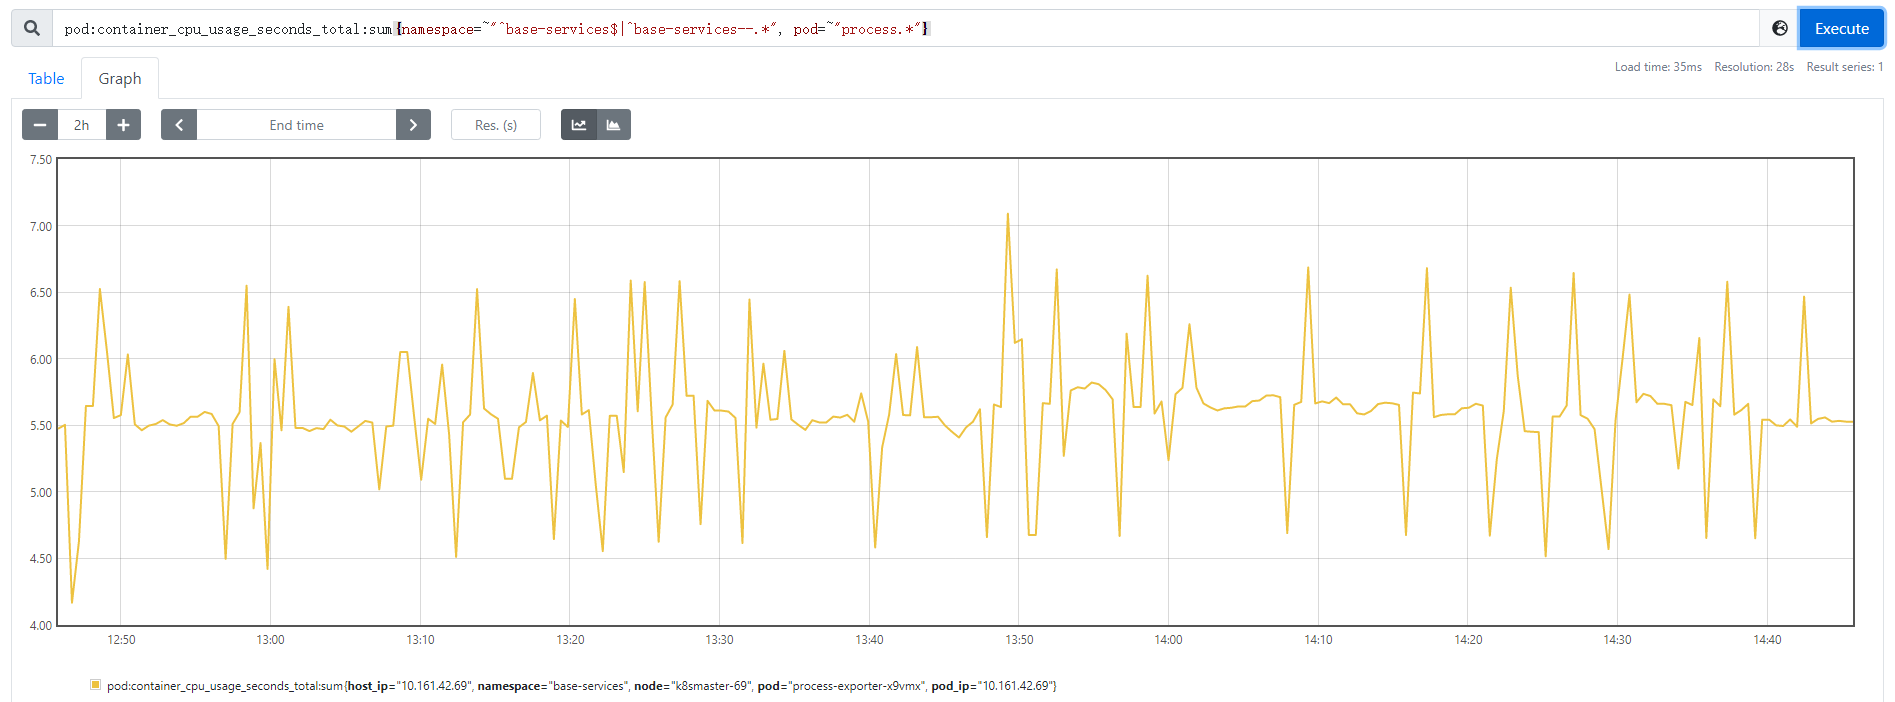 pod:container_cpu_usage_seconds_total:sum{namespace=~"^base-services$|^base-services--.*", pod=~"process.*"}
Execute
Table
Graph
Load time: 35ms Resolution: 28s Result series: 1
2h
End time
Res. (s)
7.50
7.00
6.50
6.00
5.50
5.00
4.50
4.00
12:50 13:00 13:10 13:20 13:30 13:40 13:50 14:00 14:10 14:20 14:30 14:40
pod:container_cpu_usage_seconds_total:sum{host_ip="10.161.42.69", namespace="base-services", node="k8smaster-69", pod="process-exporter-x9vmx", pod_ip="10.161.42.69"}